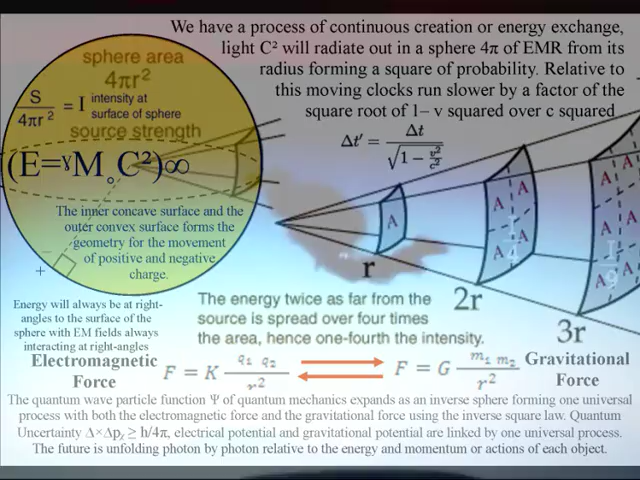 We have a process of continuous creation or energy exchange,
light C² will radiate out in a sphere 4π of EMR from its
radius forming a square of probability. Relative to
this moving clocks run slower by a factor of the
square root of 1– v squared over c squared
Δt′ = Δt / √(1 − v²/c²)
sphere area
4πr²
S / 4πr² = I intensity at
surface of sphere
source strength
(E=ˠM˳C²)∞
The inner concave surface and the
outer convex surface forms the
geometry for the movement
of positive and negative
charge.
−
+
A
A A
A A
1/4
A A
A A
1/9
r
2r
3r
Energy will always be at right-
angles to the surface of the
sphere with EM fields always
interacting at right-angles
The energy twice as far from the
source is spread over four times
the area, hence one-fourth the intensity.
Electromagnetic
Force
F = K q₁ q₂ / r²
F = G m₁ m₂ / r²
Gravitational
Force
The quantum wave particle function Ψ of quantum mechanics expands as an inverse sphere forming one universal
process with both the electromagnetic force and the gravitational force using the inverse square law. Quantum
Uncertainty Δ×Δpᵪ ≥ h/4π, electrical potential and gravitational potential are linked by one universal process.
The future is unfolding photon by photon relative to the energy and momentum or actions of each object.